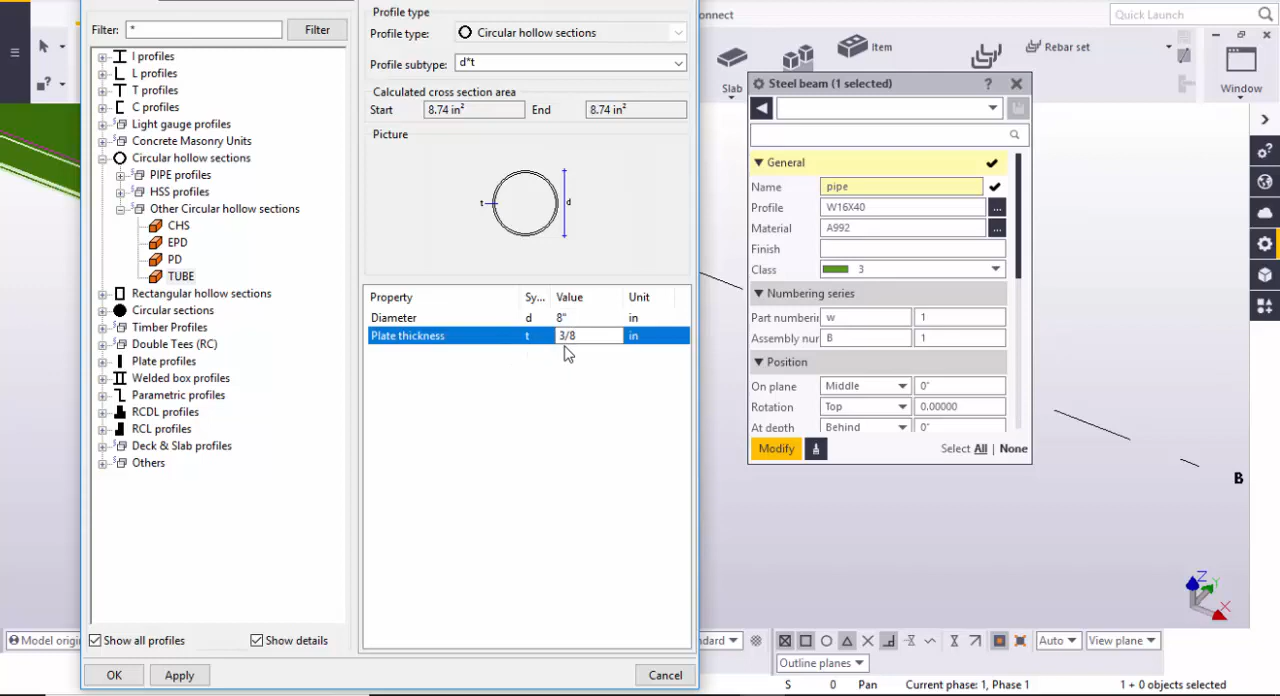 Filter: * Filter
I profiles
L profiles
T profiles
C profiles
Light gauge profiles
Concrete Masonry Units
Circular hollow sections
PIPE profiles
HSS profiles
Other Circular hollow sections
CHS
EPD
PD
TUBE
Rectangular hollow sections
Circular sections
Timber Profiles
Double Tees (RC)
Plate profiles
Welded box profiles
Parametric profiles
RCDL profiles
RCL profiles
Deck & Slab profiles
Others
Show all profiles Show details
OK Apply Cancel
Profile type
Profile type: Circular hollow sections
Profile subtype: d*t
Calculated cross section area
Start 8.74 in² End 8.74 in²
Picture
t d
Property Sy... Value Unit
Diameter d 8" in
Plate thickness t 3/8 in
onnect
Quick Launch
Slab
Item
Rebar set
Window
Steel beam (1 selected) ?
General
Name pipe
Profile W16X40 ...
Material A992 ...
Finish
Class 3
Numbering series
Part numberin w 1
Assembly nur B 1
Position
On plane Middle 0"
Rotation Top 0.00000
At depth Behind 0"
Modify Select All | None
B
Z Y X
Model origi
ndard
Auto View plane
Outline planes
S 0 Pan Current phase: 1, Phase 1 1 + 0 objects selected